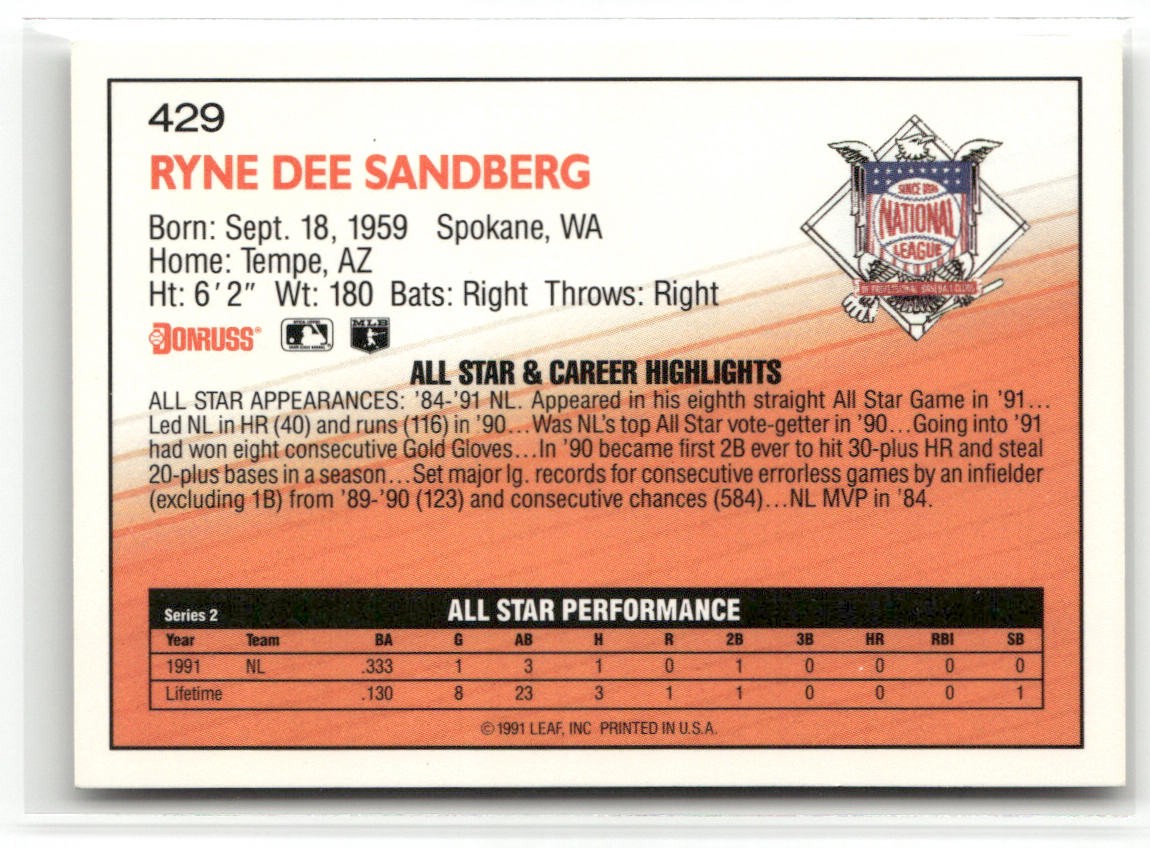 429
RYNE DEE SANDBERG
Born: Sept. 18, 1959 Spokane, WA
Home: Tempe, AZ
Ht: 6'2" Wt: 180 Bats: Right Throws: Right
SINCE 1876
NATIONAL
LEAGUE
OF PROFESSIONAL BASEBALL CLUBS
DONRUSS®
MLB
ALL STAR & CAREER HIGHLIGHTS
ALL STAR APPEARANCES: '84-'91 NL. Appeared in his eighth straight All Star Game in '91...
Led NL in HR (40) and runs (116) in '90...Was NL's top All Star vote-getter in '90...Going into '91
had won eight consecutive Gold Gloves...In '90 became first 2B ever to hit 30-plus HR and steal
20-plus bases in a season...Set major lg. records for consecutive errorless games by an infielder
(excluding 1B) from '89-'90 (123) and consecutive chances (584)...NL MVP in '84.
Series 2 ALL STAR PERFORMANCE
Year Team BA G AB H R 2B 3B HR RBI SB
1991 NL .333 1 3 1 0 1 0 0 0 0
Lifetime .130 8 23 3 1 1 0 0 0 1
©1991 LEAF, INC PRINTED IN U.S.A.